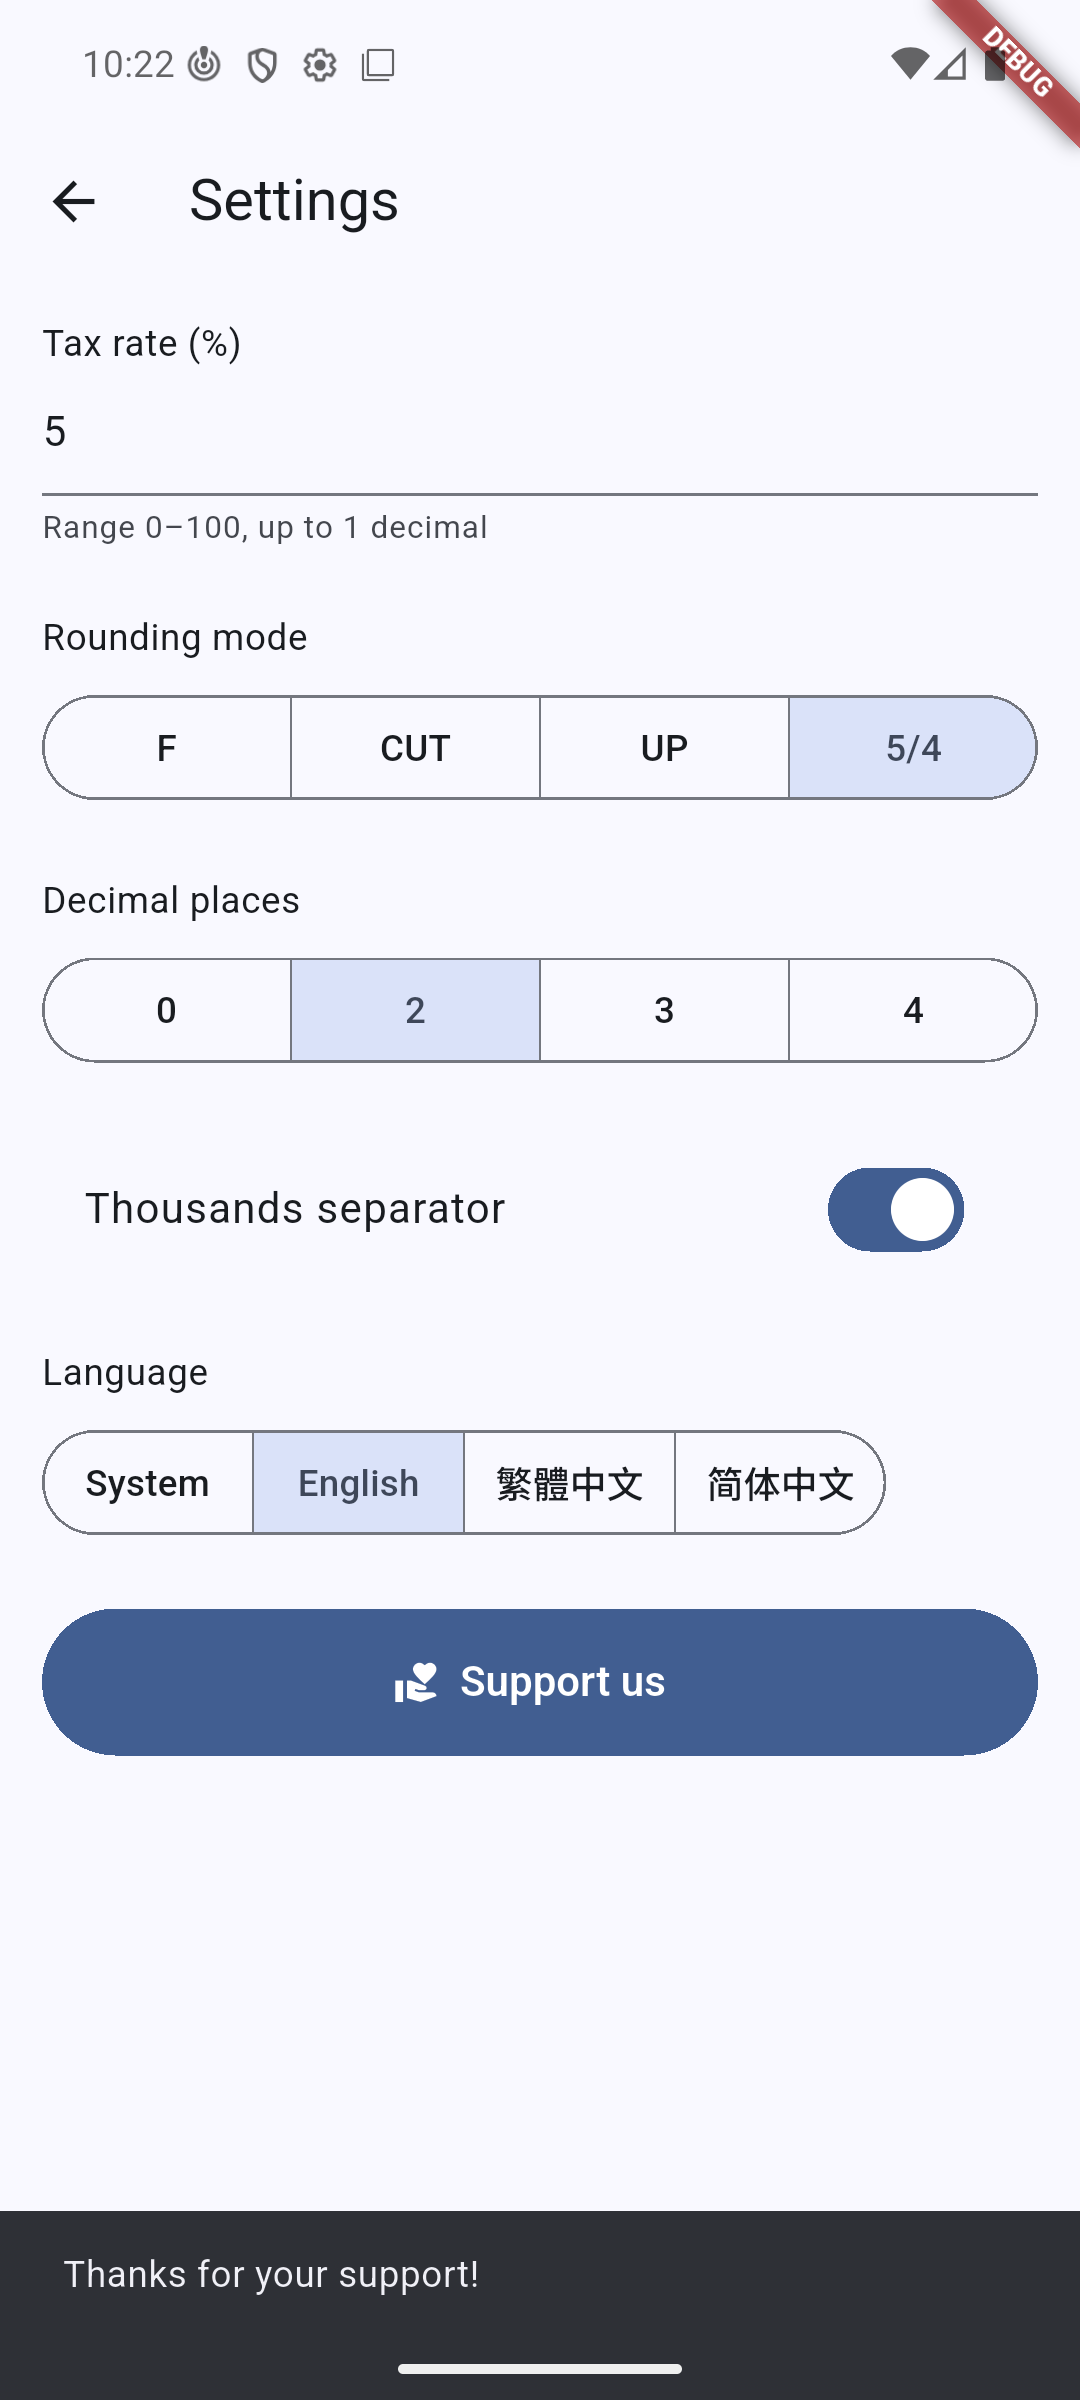 10:22
DEBUG
Settings
Tax rate (%)
5
Range 0–100, up to 1 decimal
Rounding mode
F CUT UP 5/4
Decimal places
0 2 3 4
Thousands separator
Language
System English 繁體中文 简体中文
Support us
Thanks for your support!